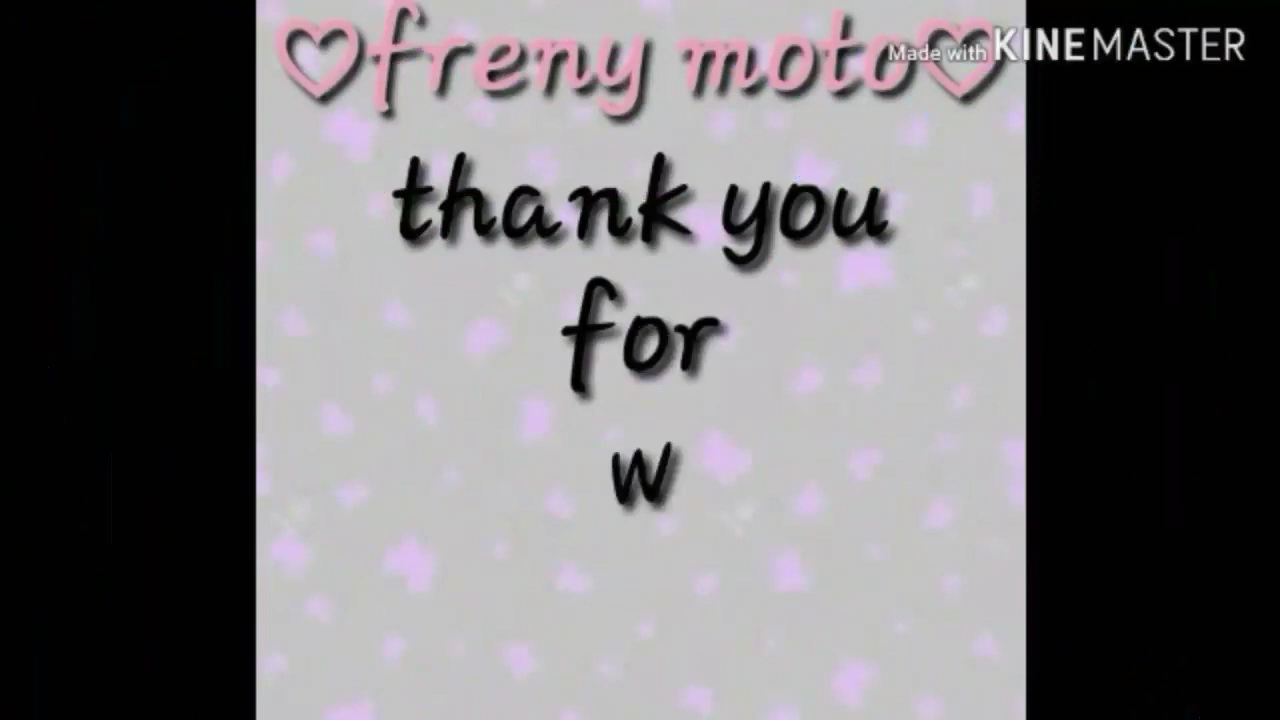 ♡freny moto♡
Made with KINEMASTER
thank you
for
w